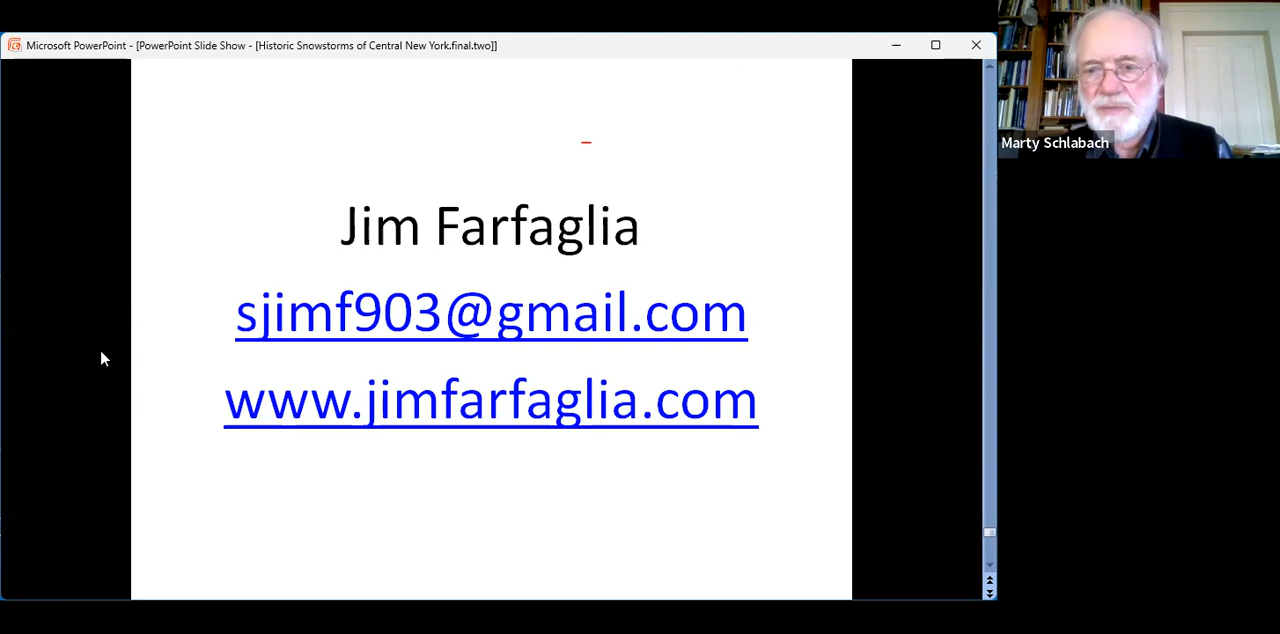 Microsoft PowerPoint - [PowerPoint Slide Show - [Historic Snowstorms of Central New York.final.two]]
Marty Schlabach
Jim Farfaglia
sjimf903@gmail.com
www.jimfarfaglia.com